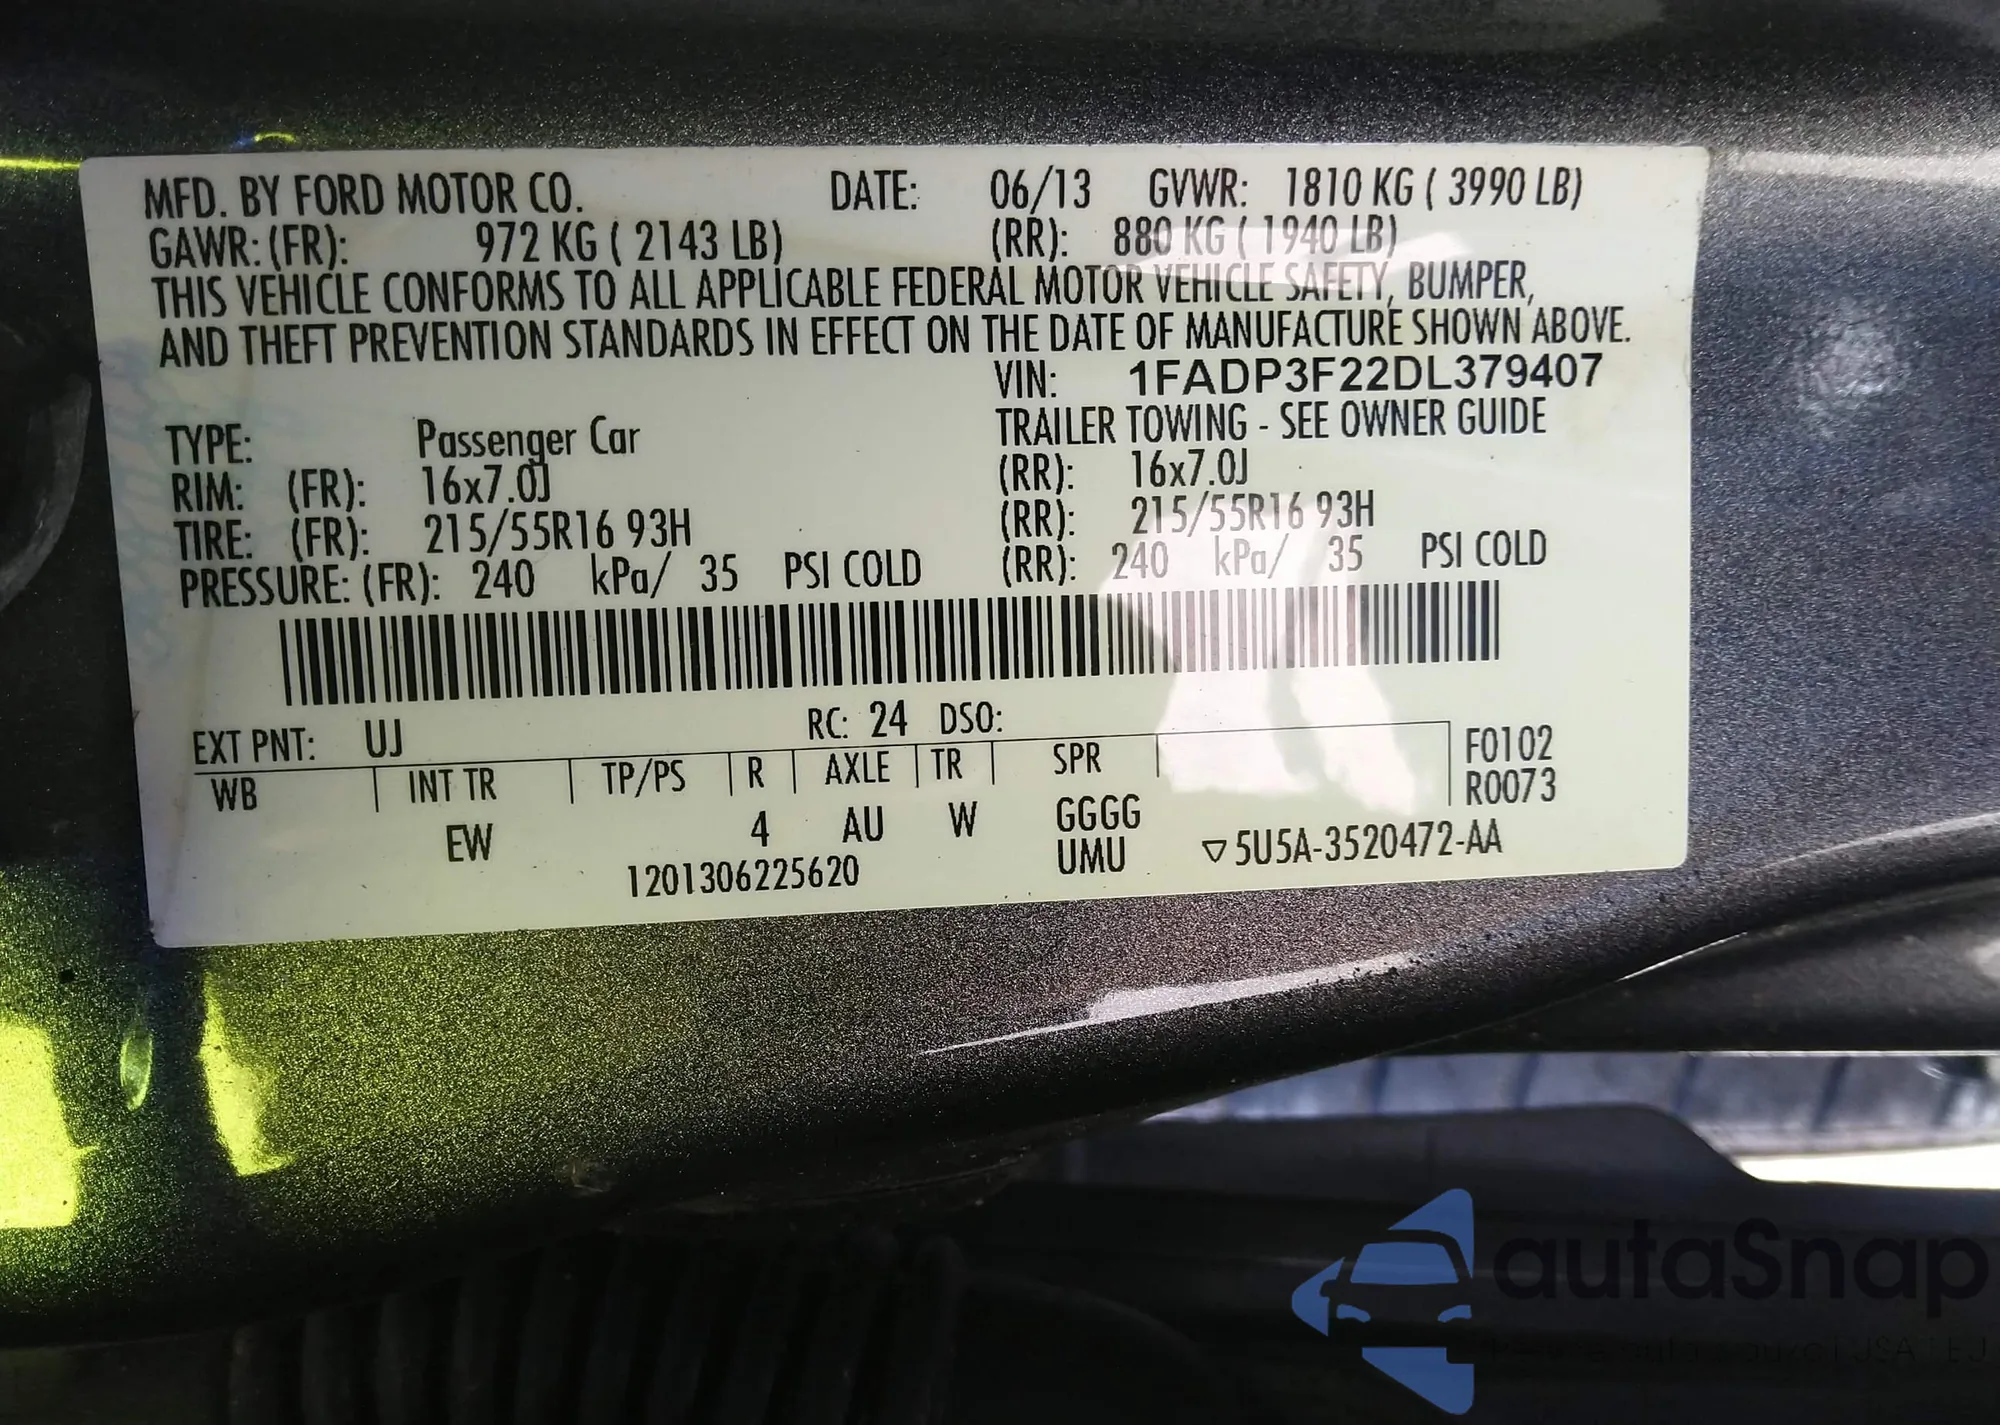 MFD. BY FORD MOTOR CO. DATE: 06/13 GVWR: 1810 KG ( 3990 LB)
GAWR: (FR): 972 KG ( 2143 LB) (RR): 880 KG ( 1940 LB)
THIS VEHICLE CONFORMS TO ALL APPLICABLE FEDERAL MOTOR VEHICLE SAFETY, BUMPER,
AND THEFT PREVENTION STANDARDS IN EFFECT ON THE DATE OF MANUFACTURE SHOWN ABOVE.
VIN: 1FADP3F22DL379407
TYPE: Passenger Car TRAILER TOWING - SEE OWNER GUIDE
RIM: (FR): 16x7.0J (RR): 16x7.0J
TIRE: (FR): 215/55R16 93H (RR): 215/55R16 93H
PRESSURE: (FR): 240 kPa/ 35 PSI COLD (RR): 240 kPa/ 35 PSI COLD
EXT PNT: UJ RC: 24 DSO:
WB INT TR TP/PS R AXLE TR SPR F0102
R0073
EW 4 AU W GGGG
UMU ▽5U5A-3520472-AA
1201306225620
autaSnap